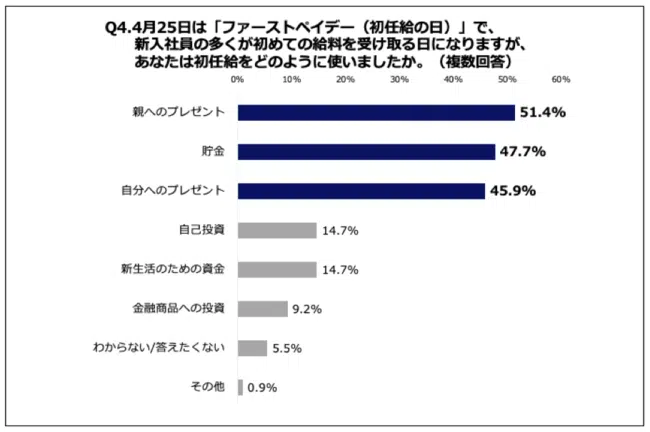 Q4.4月25日は「ファーストペイデー（初任給の日）」で、
新入社員の多くが初めての給料を受け取る日になりますが、
あなたは初任給をどのように使いましたか。（複数回答）
0% 10% 20% 30% 40% 50% 60%
親へのプレゼント 51.4%
貯金 47.7%
自分へのプレゼント 45.9%
自己投資 14.7%
新生活のための資金 14.7%
金融商品への投資 9.2%
わからない/答えたくない 5.5%
その他 0.9%